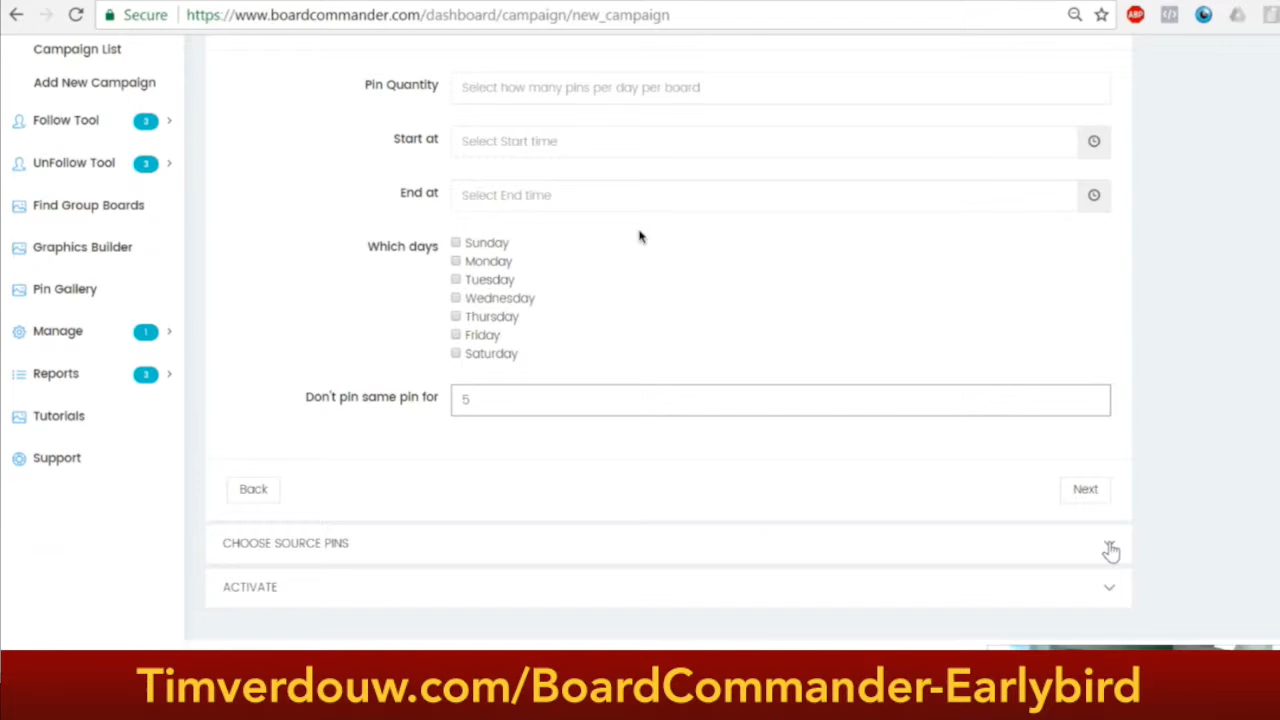 Secure https://www.boardcommander.com/dashboard/campaign/new_campaign
ABP
Campaign List
Add New Campaign
Follow Tool 3
UnFollow Tool 3
Find Group Boards
Graphics Builder
Pin Gallery
Manage 1
Reports 3
Tutorials
Support
Pin Quantity Select how many pins per day per board
Start at Select Start time
End at Select End time
Which days Sunday
Monday
Tuesday
Wednesday
Thursday
Friday
Saturday
Don't pin same pin for 5
Back Next
CHOOSE SOURCE PINS
ACTIVATE
Timverdouw.com/BoardCommander-Earlybird